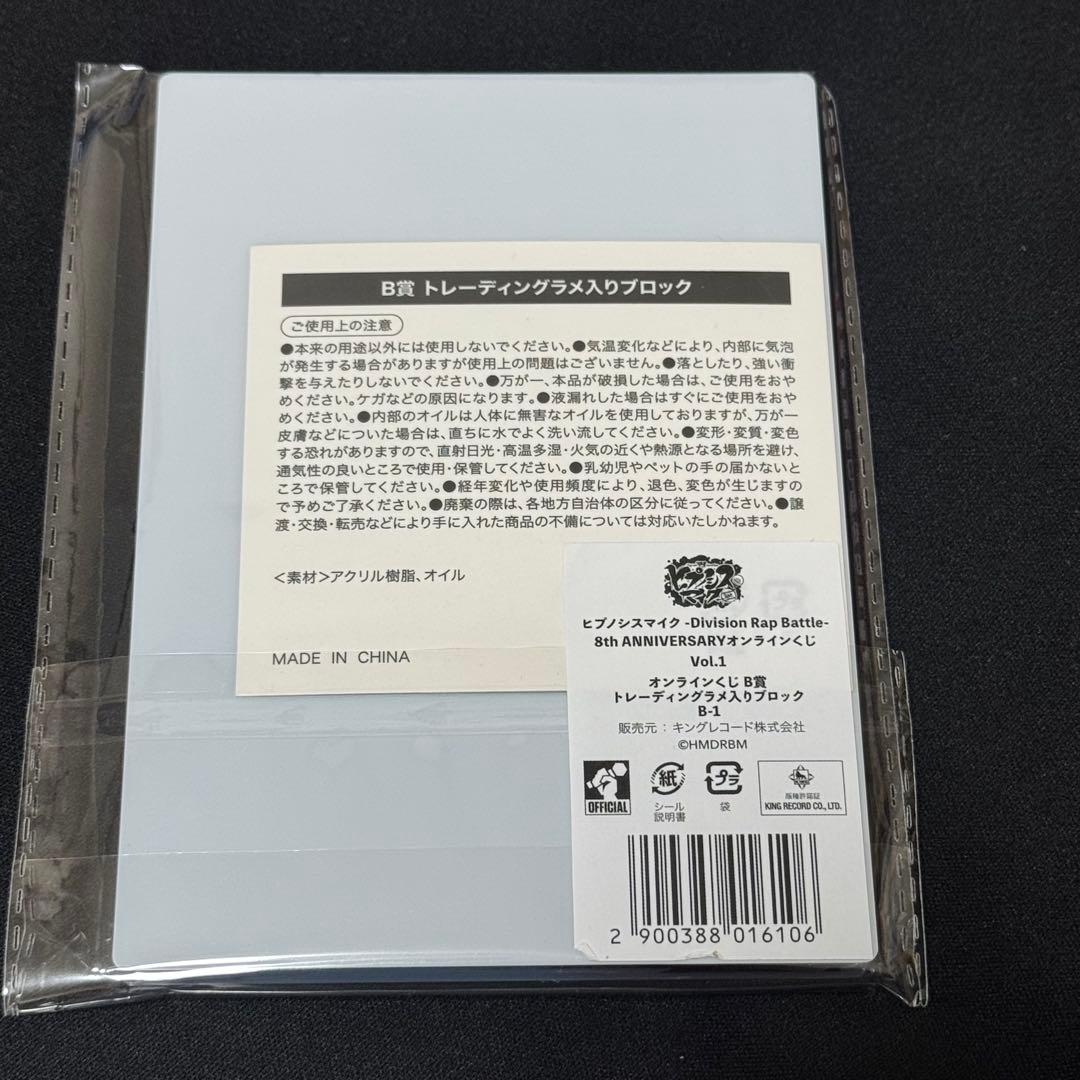 B賞 トレーディングラメ入りブロック
ご使用上の注意
●本来の用途以外には使用しないでください。●気温変化などにより、内部に気泡
が発生する場合がありますが使用上の問題はございません。●落としたり、強い衝
撃を与えたりしないでください。●万が一、本品が破損した場合は、ご使用をおや
めください。ケガなどの原因になります。●液漏れした場合はすぐにご使用をおや
めください。●内部のオイルは人体に無害なオイルを使用しておりますが、万が一
皮膚などについた場合は、直ちに水でよく洗い流してください。●変形・変質・変色
する恐れがありますので、直射日光・高温多湿・火気の近くや熱源となる場所を避け、
通気性の良いところで使用・保管してください。●乳幼児やペットの手の届かないと
ころで保管してください。●経年変化や使用頻度により、退色、変色が生じますの
で予めご了承ください。●廃棄の際は、各地方自治体の区分に従ってください。●譲
渡・交換・転売などにより手に入れた商品の不備については対応いたしかねます。
<素材>アクリル樹脂、オイル
MADE IN CHINA
ヒプノシスマイク
ヒプノシスマイク -Division Rap Battle-
8th ANNIVERSARYオンラインくじ
Vol.1
オンラインくじ B賞
トレーディングラメ入りブロック
B-1
販売元：キングレコード株式会社
©HMDRBM
OFFICIAL
紙
シール
説明書
プラ
袋
版権許諾証
KING RECORD CO., LTD.
2 900388 016106